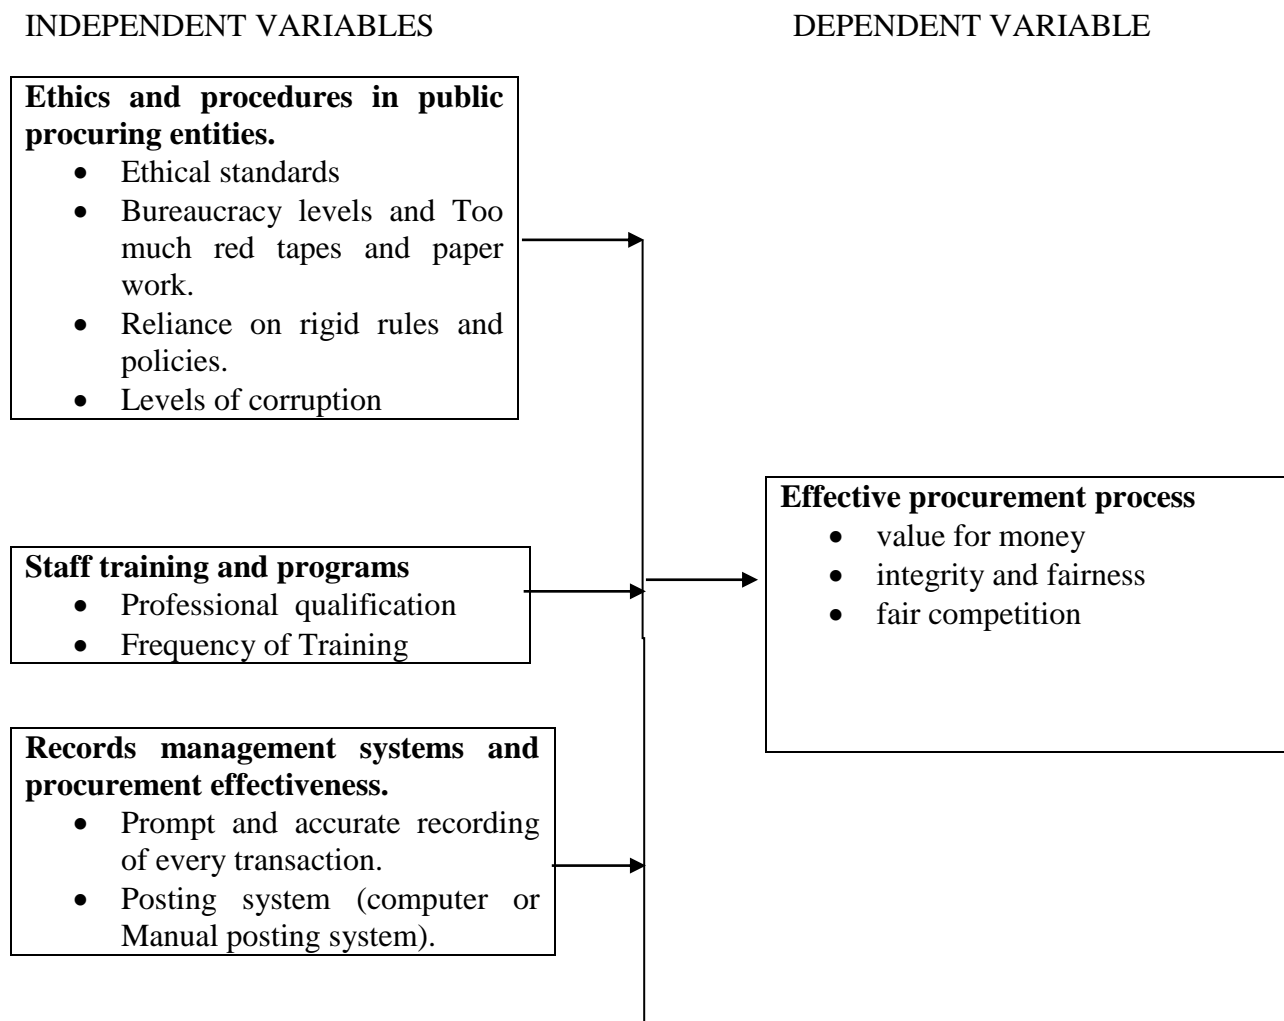 INDEPENDENT VARIABLES
DEPENDENT VARIABLE
Ethics and procedures in public
procuring entities.
• Ethical standards
• Bureaucracy levels and Too
much red tapes and paper
work.
• Reliance on rigid rules and
policies.
• Levels of corruption
Staff training and programs
• Professional qualification
• Frequency of Training
Records management systems and
procurement effectiveness.
• Prompt and accurate recording
of every transaction.
• Posting system (computer or
Manual posting system).
Effective procurement process
• value for money
• integrity and fairness
• fair competition